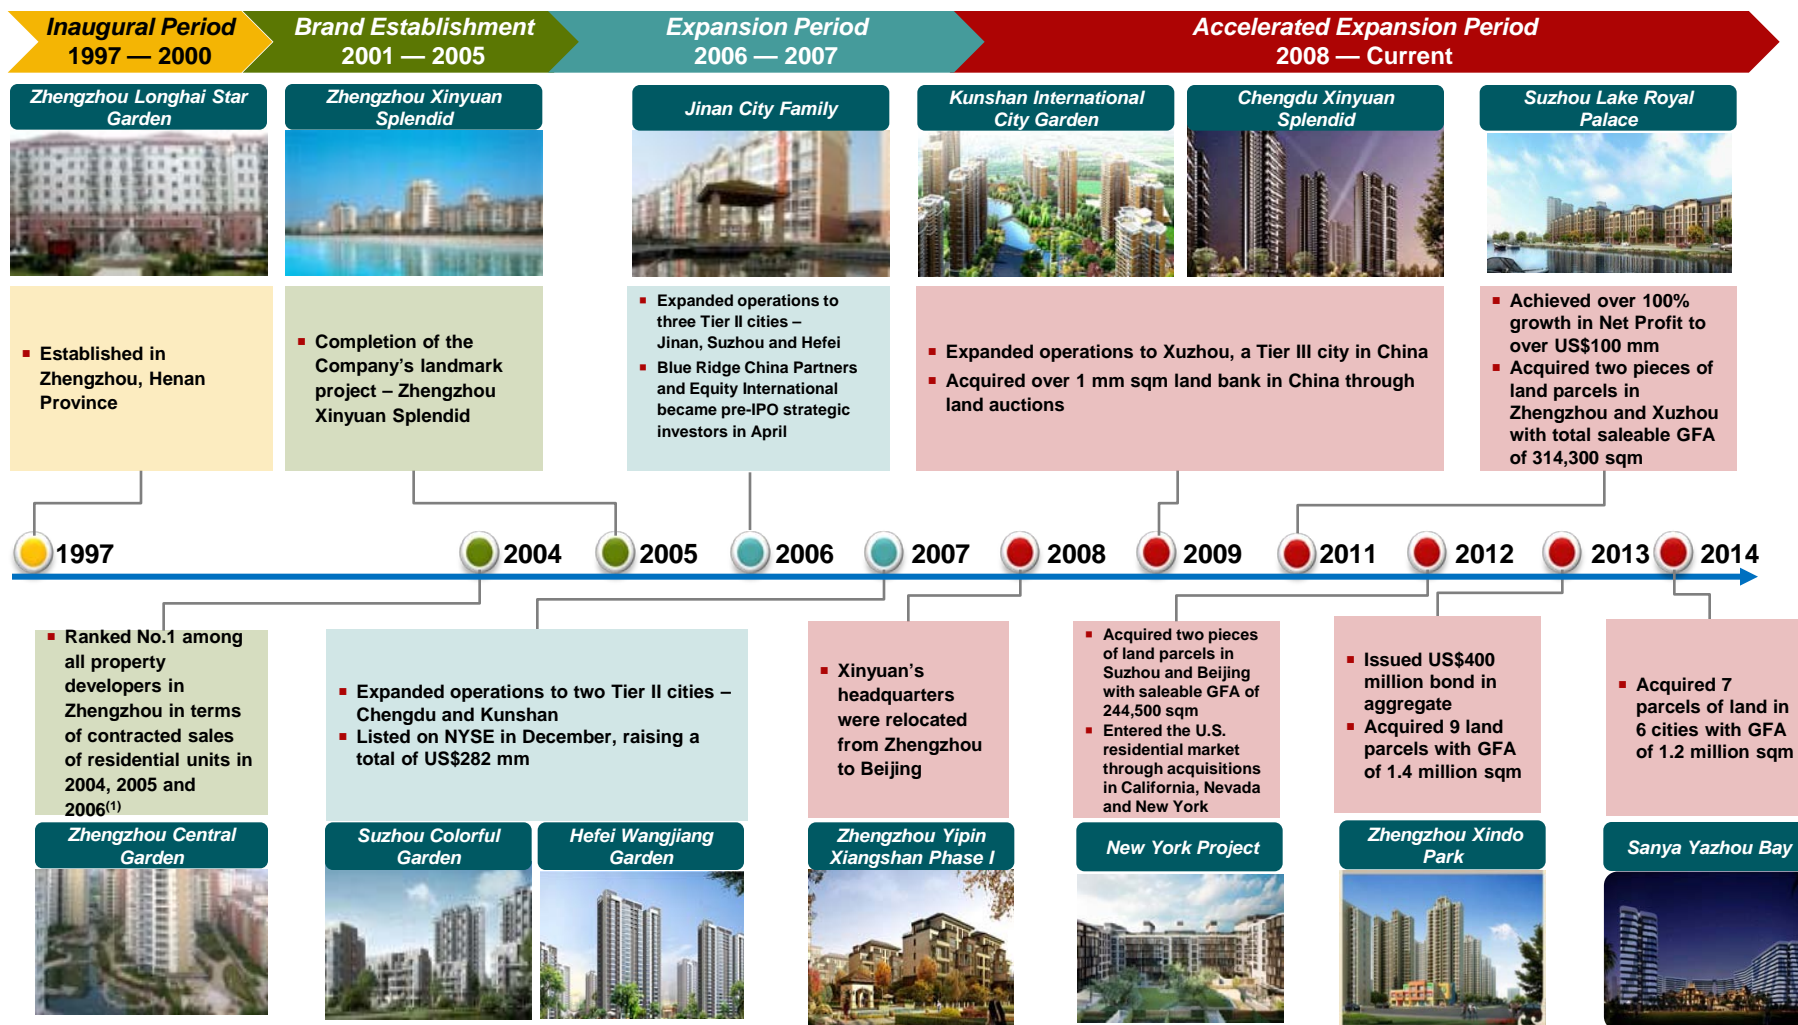 Inaugural Period
1997 — 2000
Brand Establishment
2001 — 2005
Expansion Period
2006 — 2007
Accelerated Expansion Period
2008 — Current
Zhengzhou Longhai Star
Garden
Zhengzhou Xinyuan
Splendid
Jinan City Family
Kunshan International
City Garden
Chengdu Xinyuan
Splendid
Suzhou Lake Royal
Palace
▪ Established in
Zhengzhou, Henan
Province
▪ Completion of the
Company’s landmark
project – Zhengzhou
Xinyuan Splendid
▪ Expanded operations to
three Tier II cities –
Jinan, Suzhou and Hefei
▪ Blue Ridge China Partners
and Equity International
became pre-IPO strategic
investors in April
▪ Expanded operations to Xuzhou, a Tier III city in China
▪ Acquired over 1 mm sqm land bank in China through
land auctions
▪ Achieved over 100%
growth in Net Profit to
over US$100 mm
▪ Acquired two pieces of
land parcels in
Zhengzhou and Xuzhou
with total saleable GFA
of 314,300 sqm
1997
2004
2005
2006
2007
2008
2009
2011
2012
2013
2014
▪ Ranked No.1 among
all property
developers in
Zhengzhou in terms
of contracted sales
of residential units in
2004, 2005 and
2006(1)
▪ Expanded operations to two Tier II cities –
Chengdu and Kunshan
▪ Listed on NYSE in December, raising a
total of US$282 mm
▪ Xinyuan’s
headquarters
were relocated
from Zhengzhou
to Beijing
▪ Acquired two pieces
of land parcels in
Suzhou and Beijing
with saleable GFA of
244,500 sqm
▪ Entered the U.S.
residential market
through acquisitions
in California, Nevada
and New York
▪ Issued US$400
million bond in
aggregate
▪ Acquired 9 land
parcels with GFA
of 1.4 million sqm
▪ Acquired 7
parcels of land in
6 cities with GFA
of 1.2 million sqm
Zhengzhou Central
Garden
Suzhou Colorful
Garden
Hefei Wangjiang
Garden
Zhengzhou Yipin
Xiangshan Phase I
New York Project
Zhengzhou Xindo
Park
Sanya Yazhou Bay